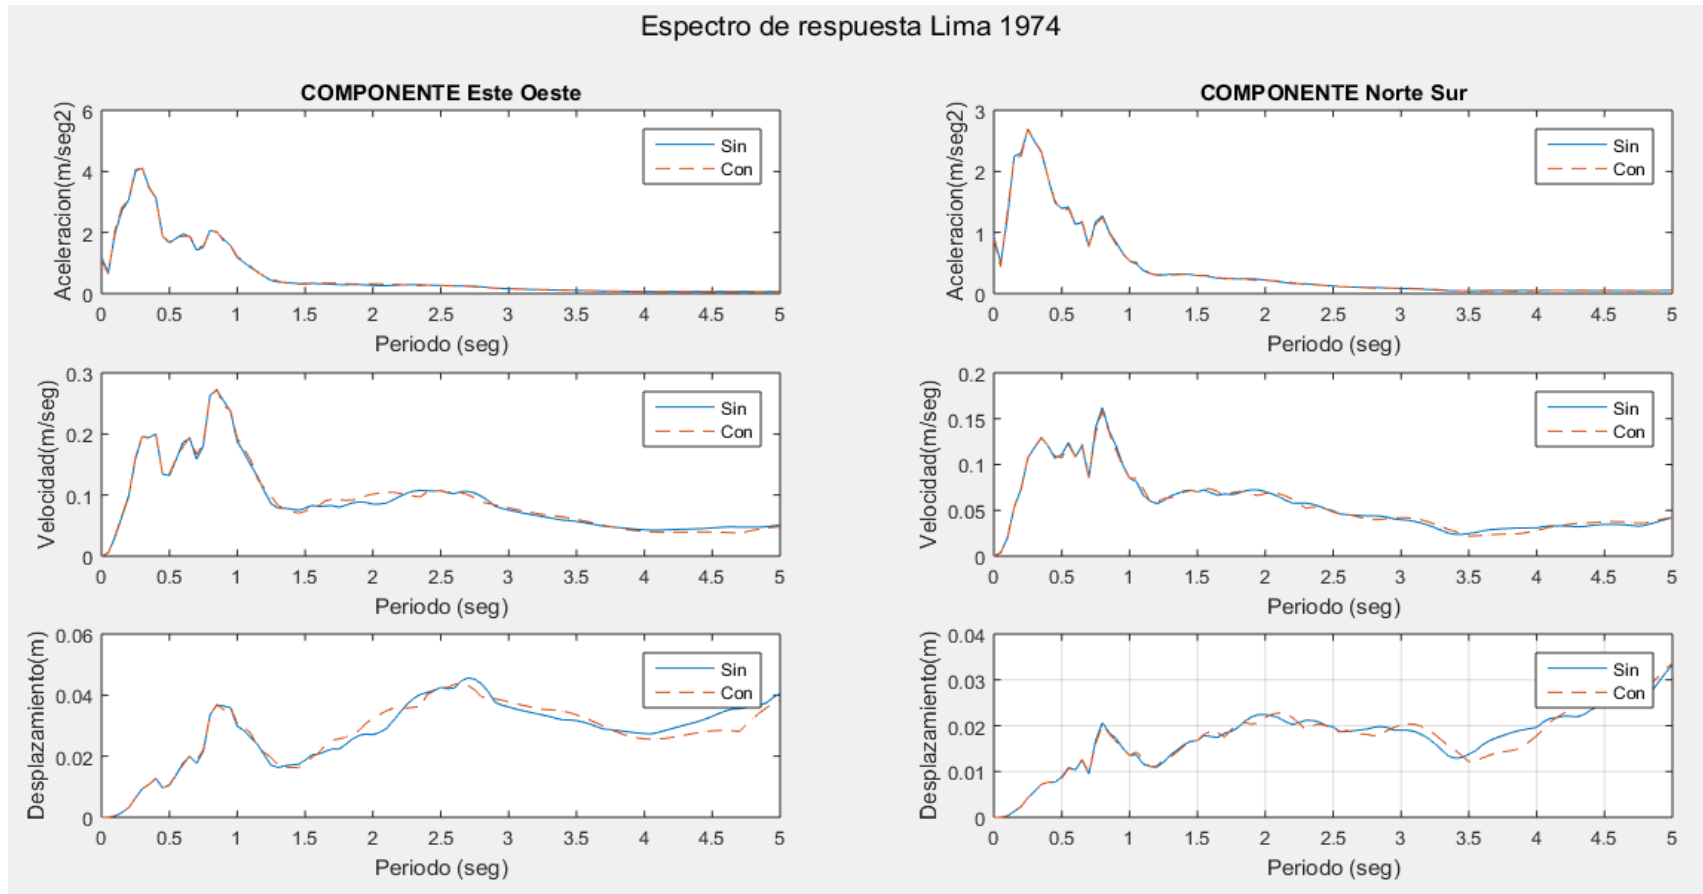 Espectro de respuesta Lima 1974
COMPONENTE Este Oeste
Aceleracion(m/seg2)
6
4
2
0
Sin
Con
0 0.5 1 1.5 2 2.5 3 3.5 4 4.5 5
Periodo (seg)
COMPONENTE Norte Sur
Aceleracion(m/seg2)
3
2
1
0
Sin
Con
0 0.5 1 1.5 2 2.5 3 3.5 4 4.5 5
Periodo (seg)
Velocidad(m/seg)
0.3
0.2
0.1
0
Sin
Con
0 0.5 1 1.5 2 2.5 3 3.5 4 4.5 5
Periodo (seg)
Velocidad(m/seg)
0.2
0.15
0.1
0.05
0
Sin
Con
0 0.5 1 1.5 2 2.5 3 3.5 4 4.5 5
Periodo (seg)
Desplazamiento(m)
0.06
0.04
0.02
0
Sin
Con
0 0.5 1 1.5 2 2.5 3 3.5 4 4.5 5
Periodo (seg)
Desplazamiento(m)
0.04
0.03
0.02
0.01
0
Sin
Con
0 0.5 1 1.5 2 2.5 3 3.5 4 4.5 5
Periodo (seg)